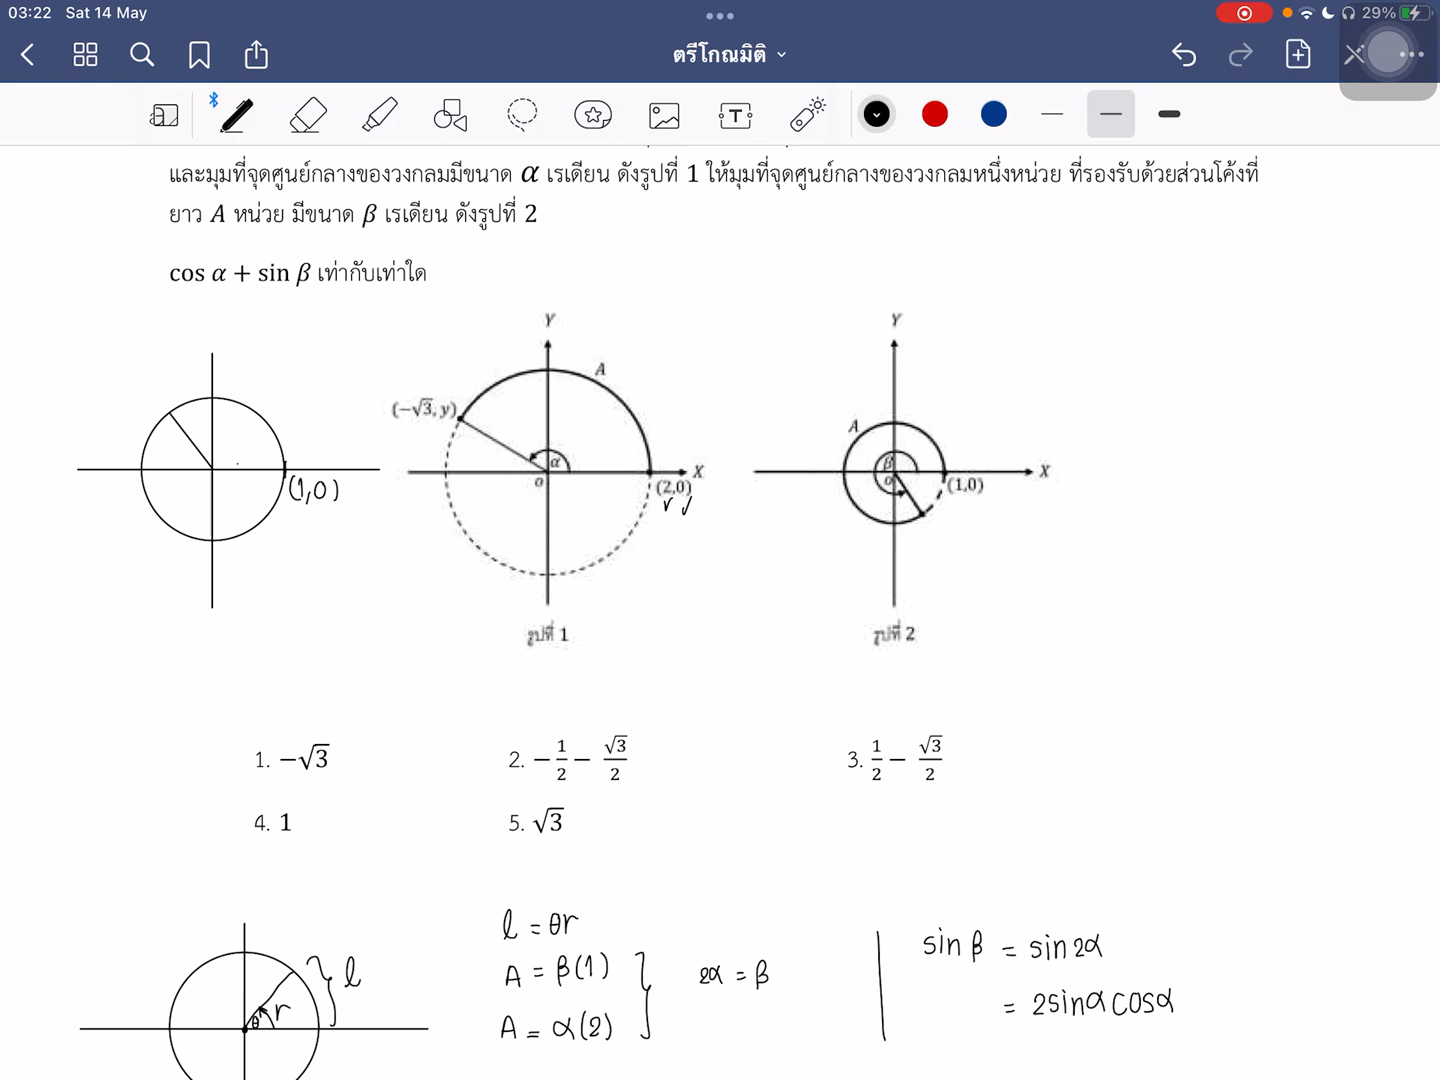 03:22 Sat 14 May
29%
ตรีโกณมิติ
และมุมที่จุดศูนย์กลางของวงกลมมีขนาด α เรเดียน ดังรูปที่ 1 ให้มุมที่จุดศูนย์กลางของวงกลมหนึ่งหน่วย ที่รองรับด้วยส่วนโค้งที่
ยาว A หน่วย มีขนาด β เรเดียน ดังรูปที่ 2
cos α + sin β เท่ากับเท่าใด
(1,0)
Y
A
(−√3, y)
α
O
X
(2,0)
r
รูปที่ 1
Y
A
β
O
X
(1,0)
รูปที่ 2
1. −√3
2. −1/2 − √3/2
3. 1/2 − √3/2
4. 1
5. √3
l
r
θ
l = θr
A = β(1)
A = α(2)
2α = β
sin β = sin 2α
= 2sinα cosα